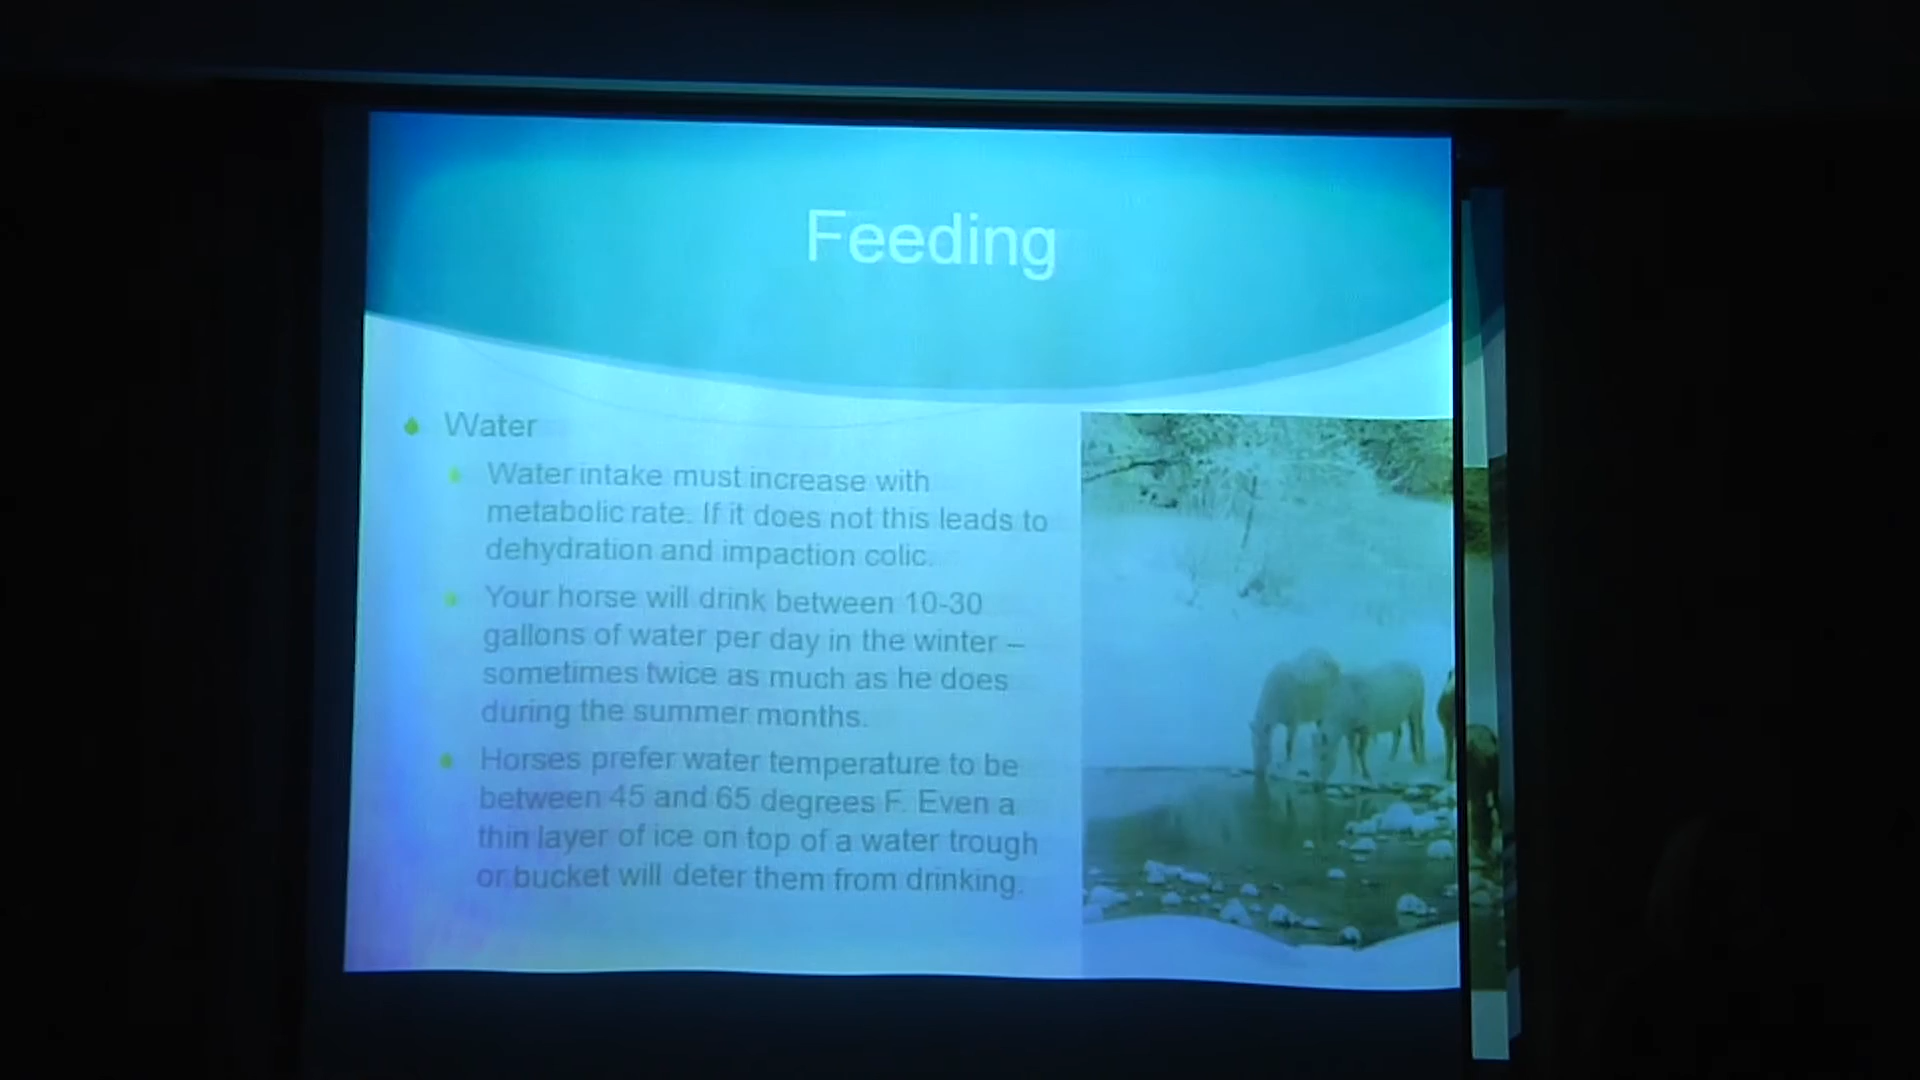 Feeding
Water
Water intake must increase with
metabolic rate. If it does not this leads to
dehydration and impaction colic.
Your horse will drink between 10-30
gallons of water per day in the winter –
sometimes twice as much as he does
during the summer months.
Horses prefer water temperature to be
between 45 and 65 degrees F. Even a
thin layer of ice on top of a water trough
or bucket will deter them from drinking.